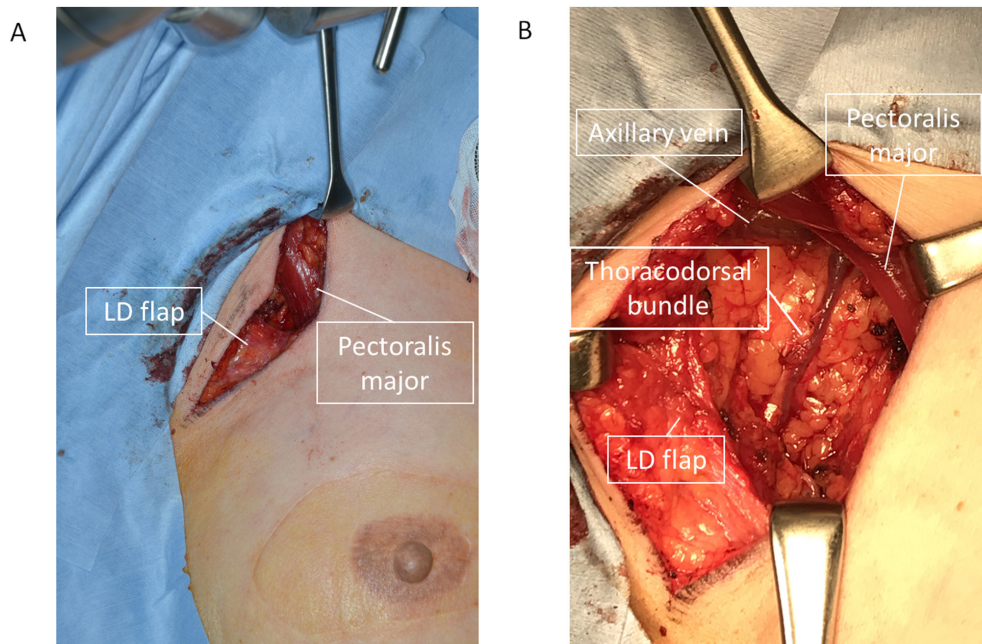 A
B
Axillary vein
Pectoralis
major
Thoracodorsal
bundle
LD flap
Pectoralis
major
LD flap